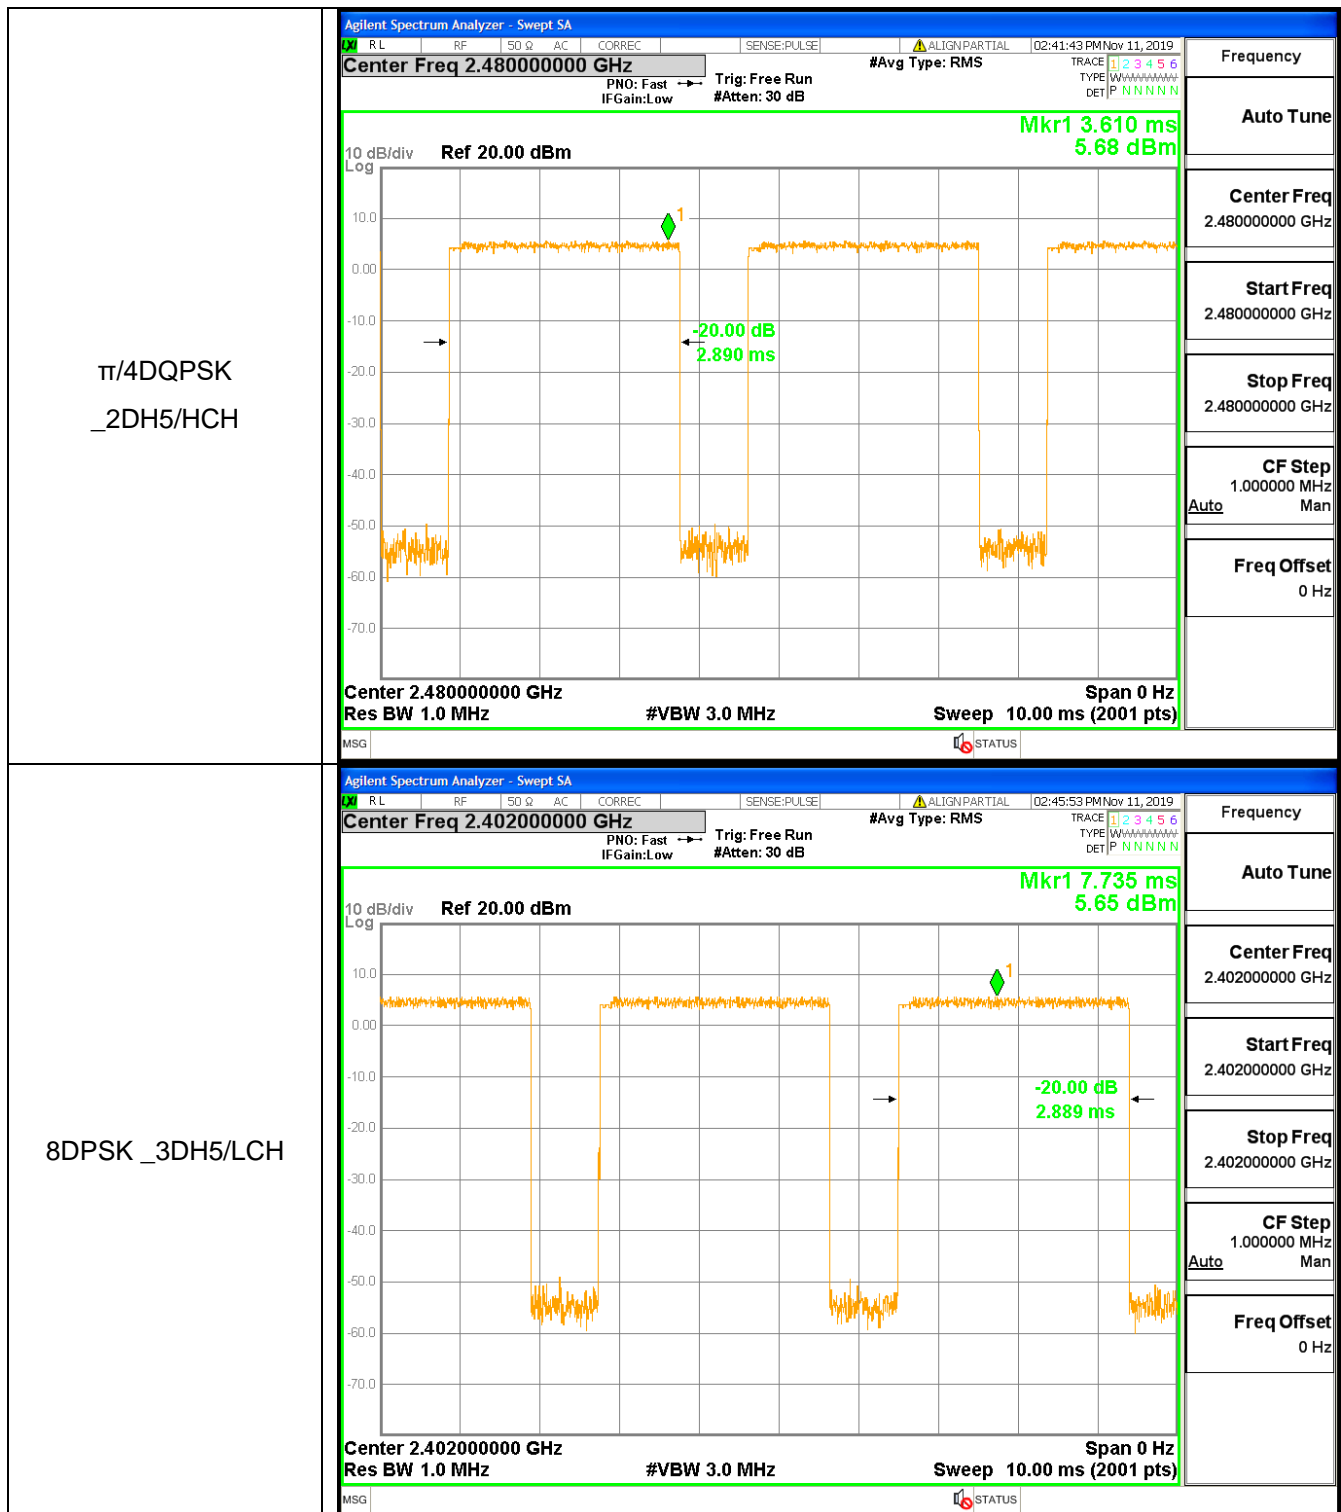 π/4DQPSK
_2DH5/HCH
Agilent Spectrum Analyzer - Swept SA
LXI RL RF 50 Ω AC CORREC SENSE:PULSE ALIGN PARTIAL 02:41:43 PM Nov 11, 2019
Center Freq 2.480000000 GHz #Avg Type: RMS TRACE 1 2 3 4 5 6
PNO: Fast Trig: Free Run TYPE WWWWWW
IFGain:Low #Atten: 30 dB DET P N N N N N
Mkr1 3.610 ms
5.68 dBm
10 dB/div Ref 20.00 dBm
Log
10.0
0.00
-10.0
-20.0
-30.0
-40.0
-50.0
-60.0
-70.0
1
-20.00 dB
2.890 ms
Center 2.480000000 GHz Span 0 Hz
Res BW 1.0 MHz #VBW 3.0 MHz Sweep 10.00 ms (2001 pts)
MSG STATUS
Frequency
Auto Tune
Center Freq
2.480000000 GHz
Start Freq
2.480000000 GHz
Stop Freq
2.480000000 GHz
CF Step
1.000000 MHz
Auto Man
Freq Offset
0 Hz
8DPSK _3DH5/LCH
Agilent Spectrum Analyzer - Swept SA
LXI RL RF 50 Ω AC CORREC SENSE:PULSE ALIGN PARTIAL 02:45:53 PM Nov 11, 2019
Center Freq 2.402000000 GHz #Avg Type: RMS TRACE 1 2 3 4 5 6
PNO: Fast Trig: Free Run TYPE WWWWWW
IFGain:Low #Atten: 30 dB DET P N N N N N
Mkr1 7.735 ms
5.65 dBm
10 dB/div Ref 20.00 dBm
Log
10.0
0.00
-10.0
-20.0
-30.0
-40.0
-50.0
-60.0
-70.0
1
-20.00 dB
2.889 ms
Center 2.402000000 GHz Span 0 Hz
Res BW 1.0 MHz #VBW 3.0 MHz Sweep 10.00 ms (2001 pts)
MSG STATUS
Frequency
Auto Tune
Center Freq
2.402000000 GHz
Start Freq
2.402000000 GHz
Stop Freq
2.402000000 GHz
CF Step
1.000000 MHz
Auto Man
Freq Offset
0 Hz